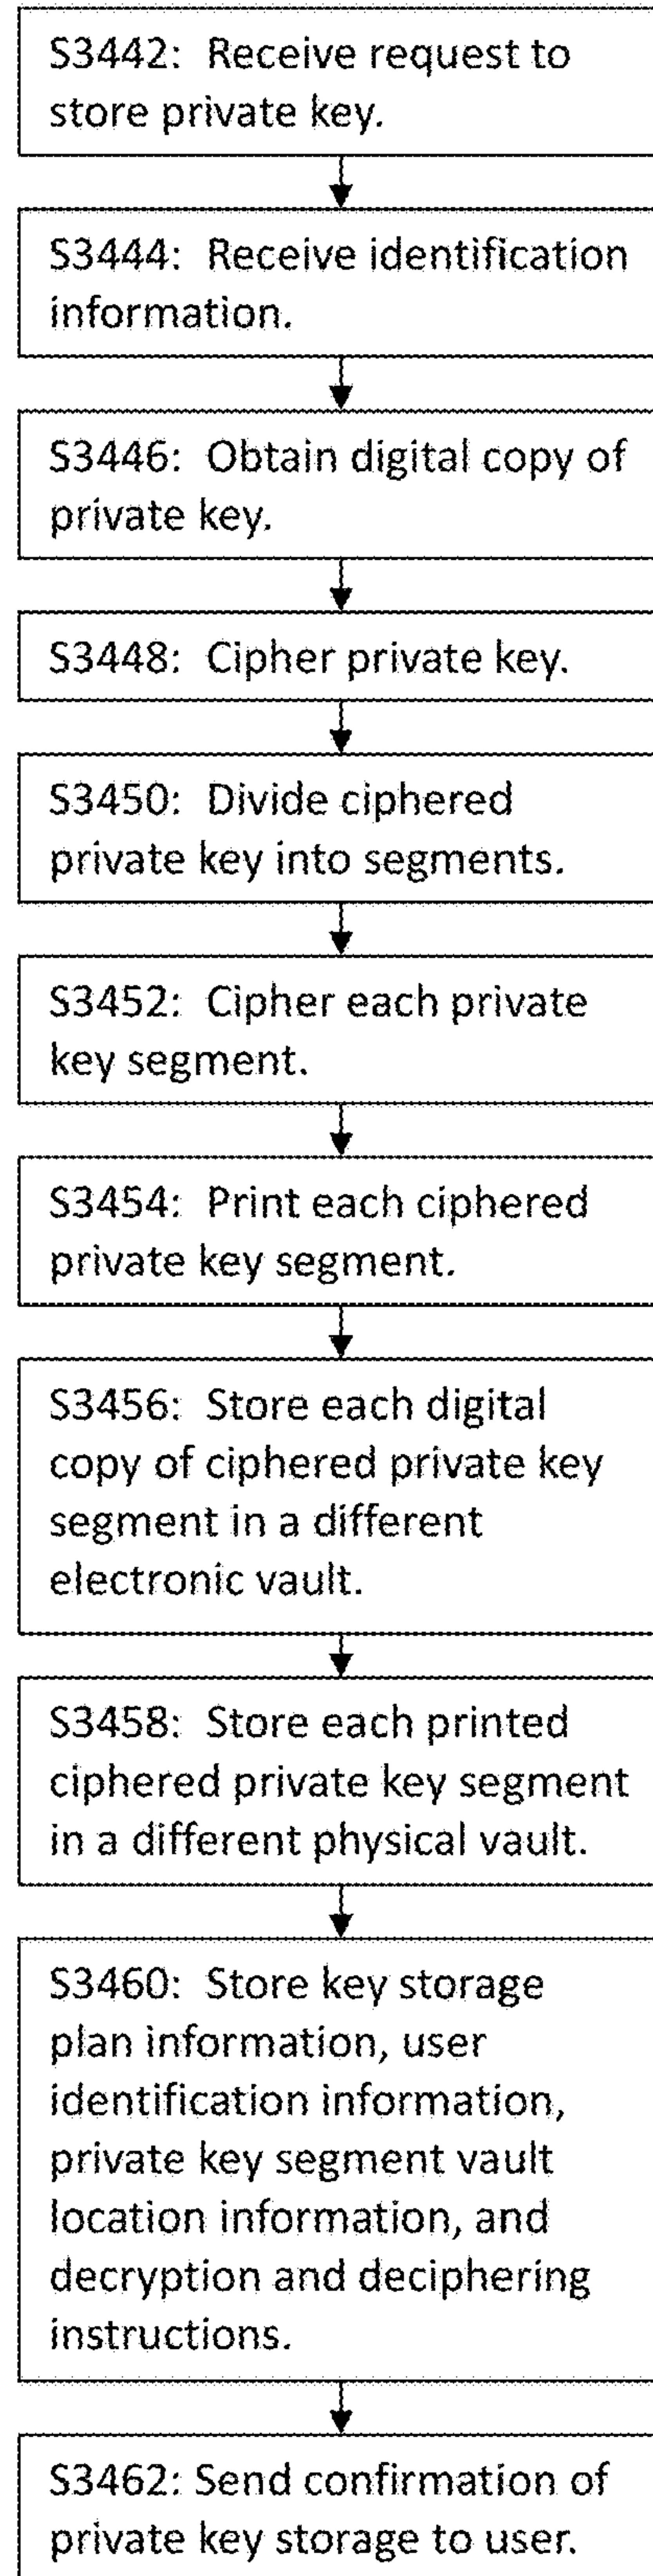 S3442: Receive request to
store private key.
S3444: Receive identification
information.
S3446: Obtain digital copy of
private key.
S3448: Cipher private key.
S3450: Divide ciphered
private key into segments.
S3452: Cipher each private
key segment.
S3454: Print each ciphered
private key segment.
S3456: Store each digital
copy of ciphered private key
segment in a different
electronic vault.
S3458: Store each printed
ciphered private key segment
in a different physical vault.
S3460: Store key storage
plan information, user
identification information,
private key segment vault
location information, and
decryption and deciphering
instructions.
S3462: Send confirmation of
private key storage to user.